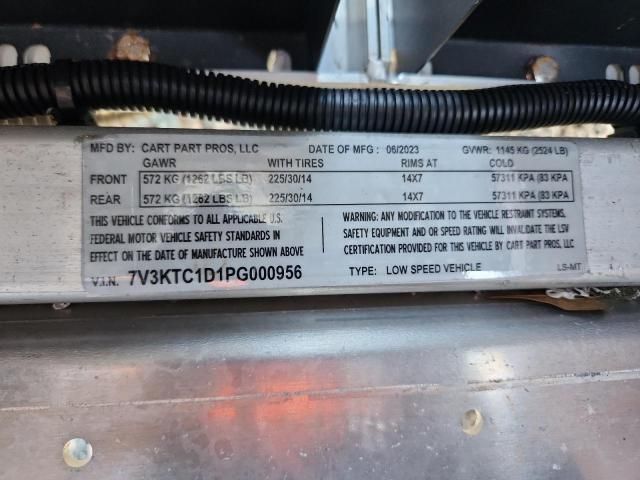 MFD BY: CART PART PROS, LLC DATE OF MFG : 06/2023 GVWR: 1145 KG (2524 LB)
GAWR WITH TIRES RIMS AT COLD
FRONT 572 KG (1262 LBS LB) 225/30/14 14X7 57311 KPA (83 KPA)
REAR 572 KG (1262 LBS LB) 225/30/14 14X7 57311 KPA (83 KPA
THIS VEHICLE CONFORMS TO ALL APPLICABLE U.S.
FEDERAL MOTOR VEHICLE SAFETY STANDARDS IN
EFFECT ON THE DATE OF MANUFACTURE SHOWN ABOVE
WARNING: ANY MODIFICATION TO THE VEHICLE RESTRAINT SYSTEMS,
SAFETY EQUIPMENT AND OR SPEED RATING WILL INVALIDATE THE LSV
CERTIFICATION PROVIDED FOR THIS VEHICLE BY CART PART PROS, LLC
V.I.N. 7V3KTC1D1PG000956 TYPE: LOW SPEED VEHICLE LS-MT